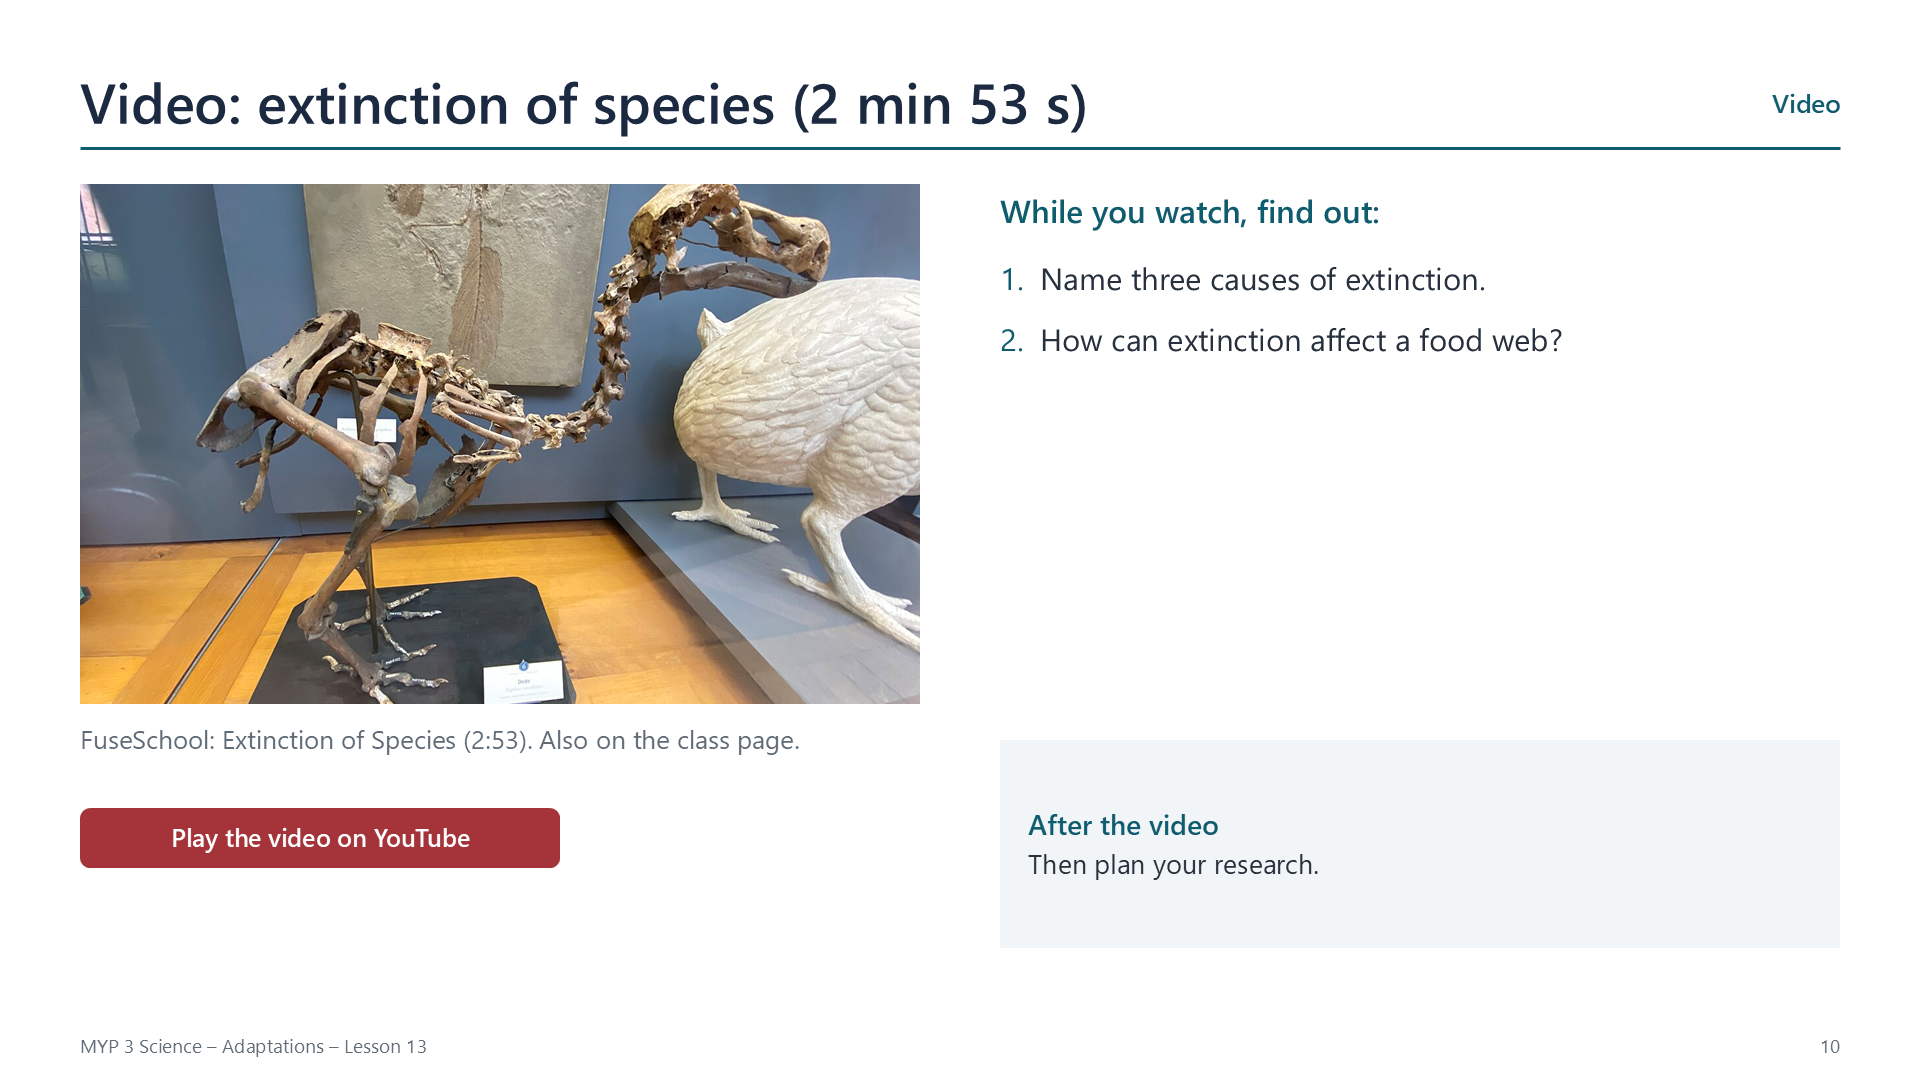 Video: extinction of species (2 min 53 s)
Video
While you watch, find out:
1. Name three causes of extinction.
2. How can extinction affect a food web?
Dodo
FuseSchool: Extinction of Species (2:53). Also on the class page.
Play the video on YouTube
After the video
Then plan your research.
MYP 3 Science – Adaptations – Lesson 13
10